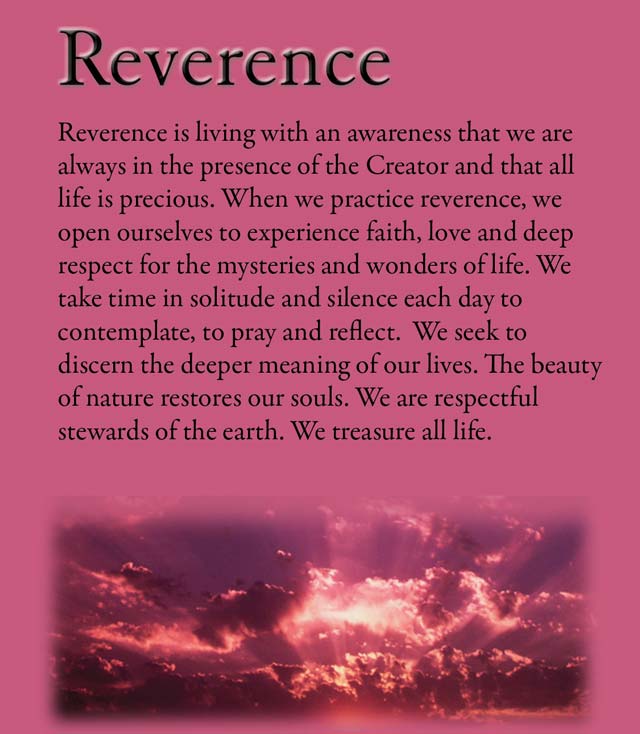 Reverence
Reverence is living with an awareness that we are
always in the presence of the Creator and that all
life is precious. When we practice reverence, we
open ourselves to experience faith, love and deep
respect for the mysteries and wonders of life. We
take time in solitude and silence each day to
contemplate, to pray and reflect.  We seek to
discern the deeper meaning of our lives. The beauty
of nature restores our souls. We are respectful
stewards of the earth. We treasure all life.